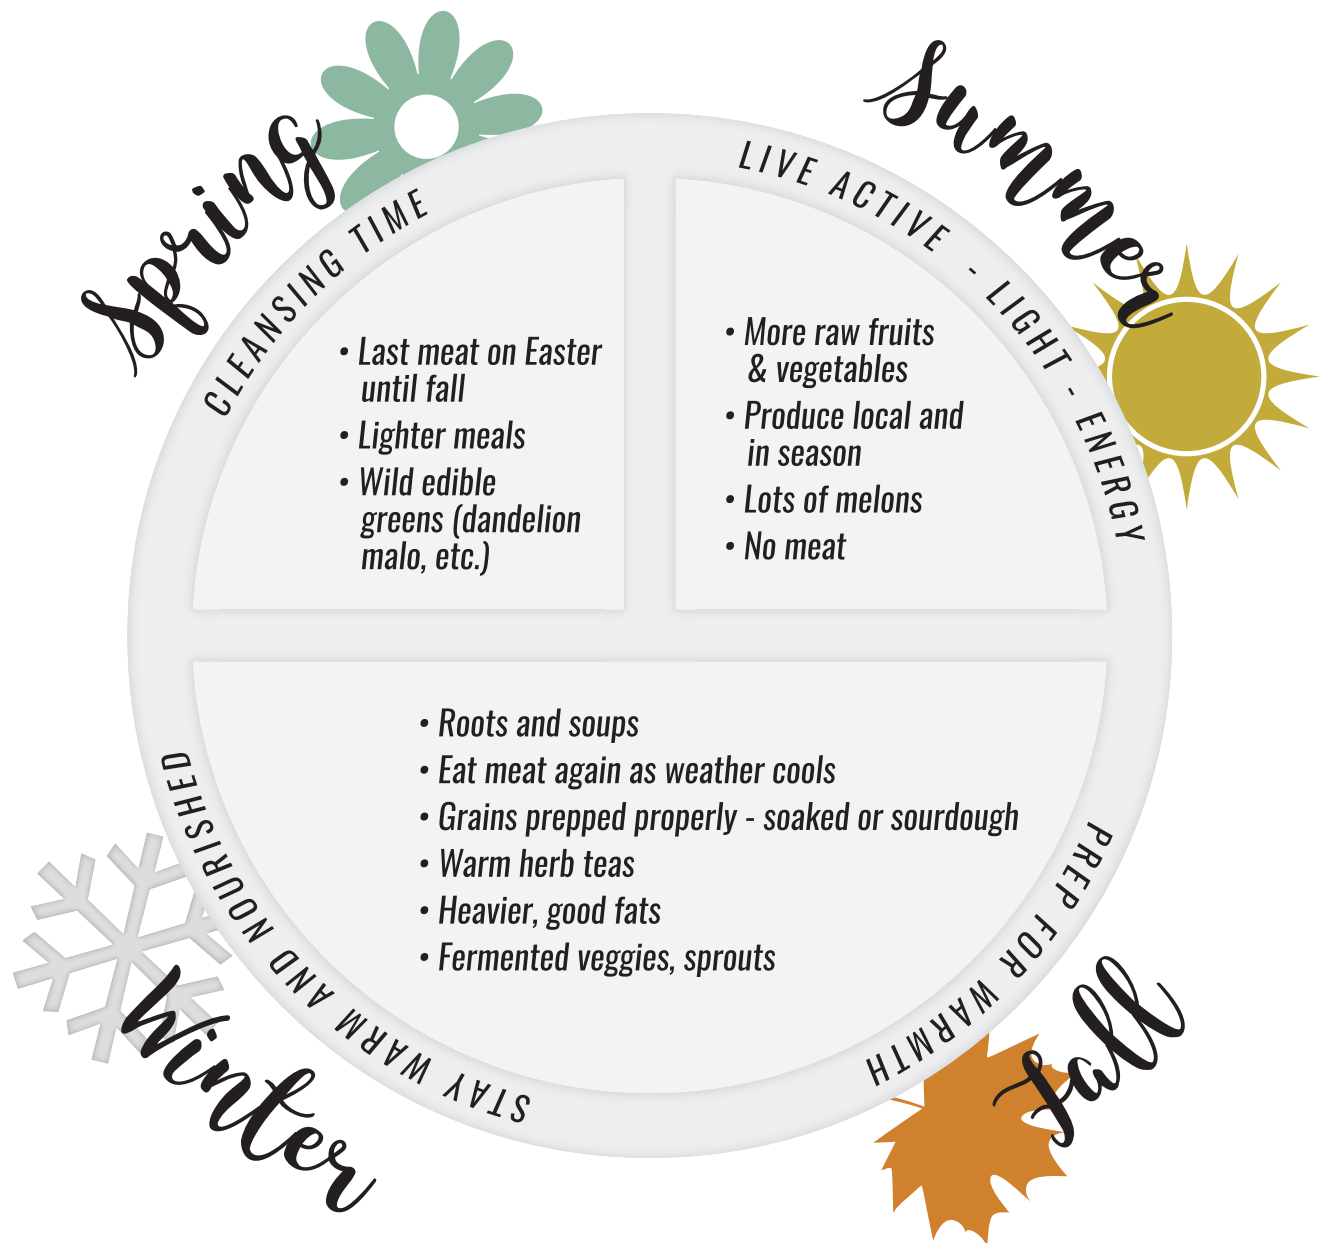 Spring
CLEANSING TIME
• Last meat on Easter
until fall
• Lighter meals
• Wild edible
greens (dandelion
malo, etc.)
Summer
LIVE ACTIVE - LIGHT - ENERGY
• More raw fruits
& vegetables
• Produce local and
in season
• Lots of melons
• No meat
• Roots and soups
• Eat meat again as weather cools
• Grains prepped properly - soaked or sourdough
• Warm herb teas
• Heavier, good fats
• Fermented veggies, sprouts
PREP FOR WARMTH
Fall
STAY WARM AND NOURISHED
Winter